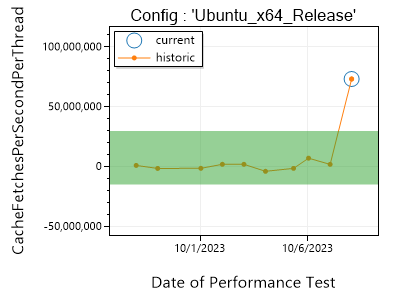 Config : 'Ubuntu_x64_Release'
current
historic
CacheFetchesPerSecondPerThread
100,000,000
50,000,000
0
-50,000,000
10/1/2023
10/6/2023
Date of Performance Test